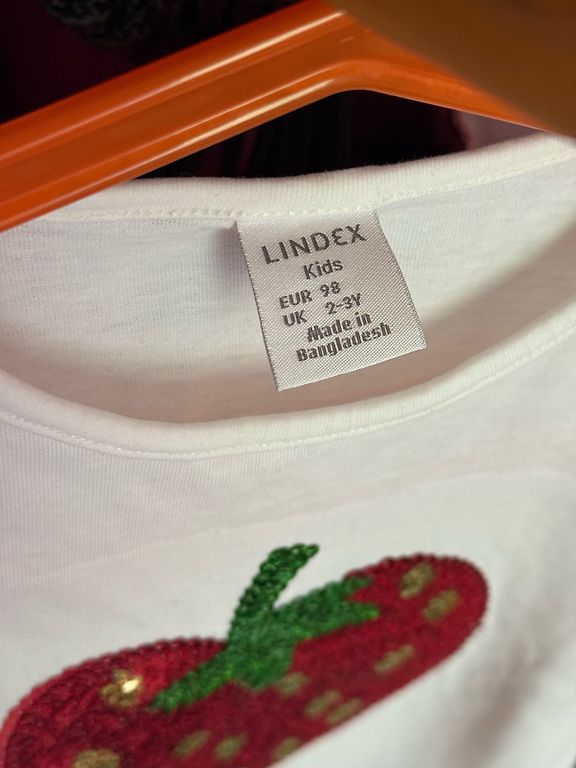 LINDEX
Kids
EUR 98
UK 2-3Y
Made in
Bangladesh